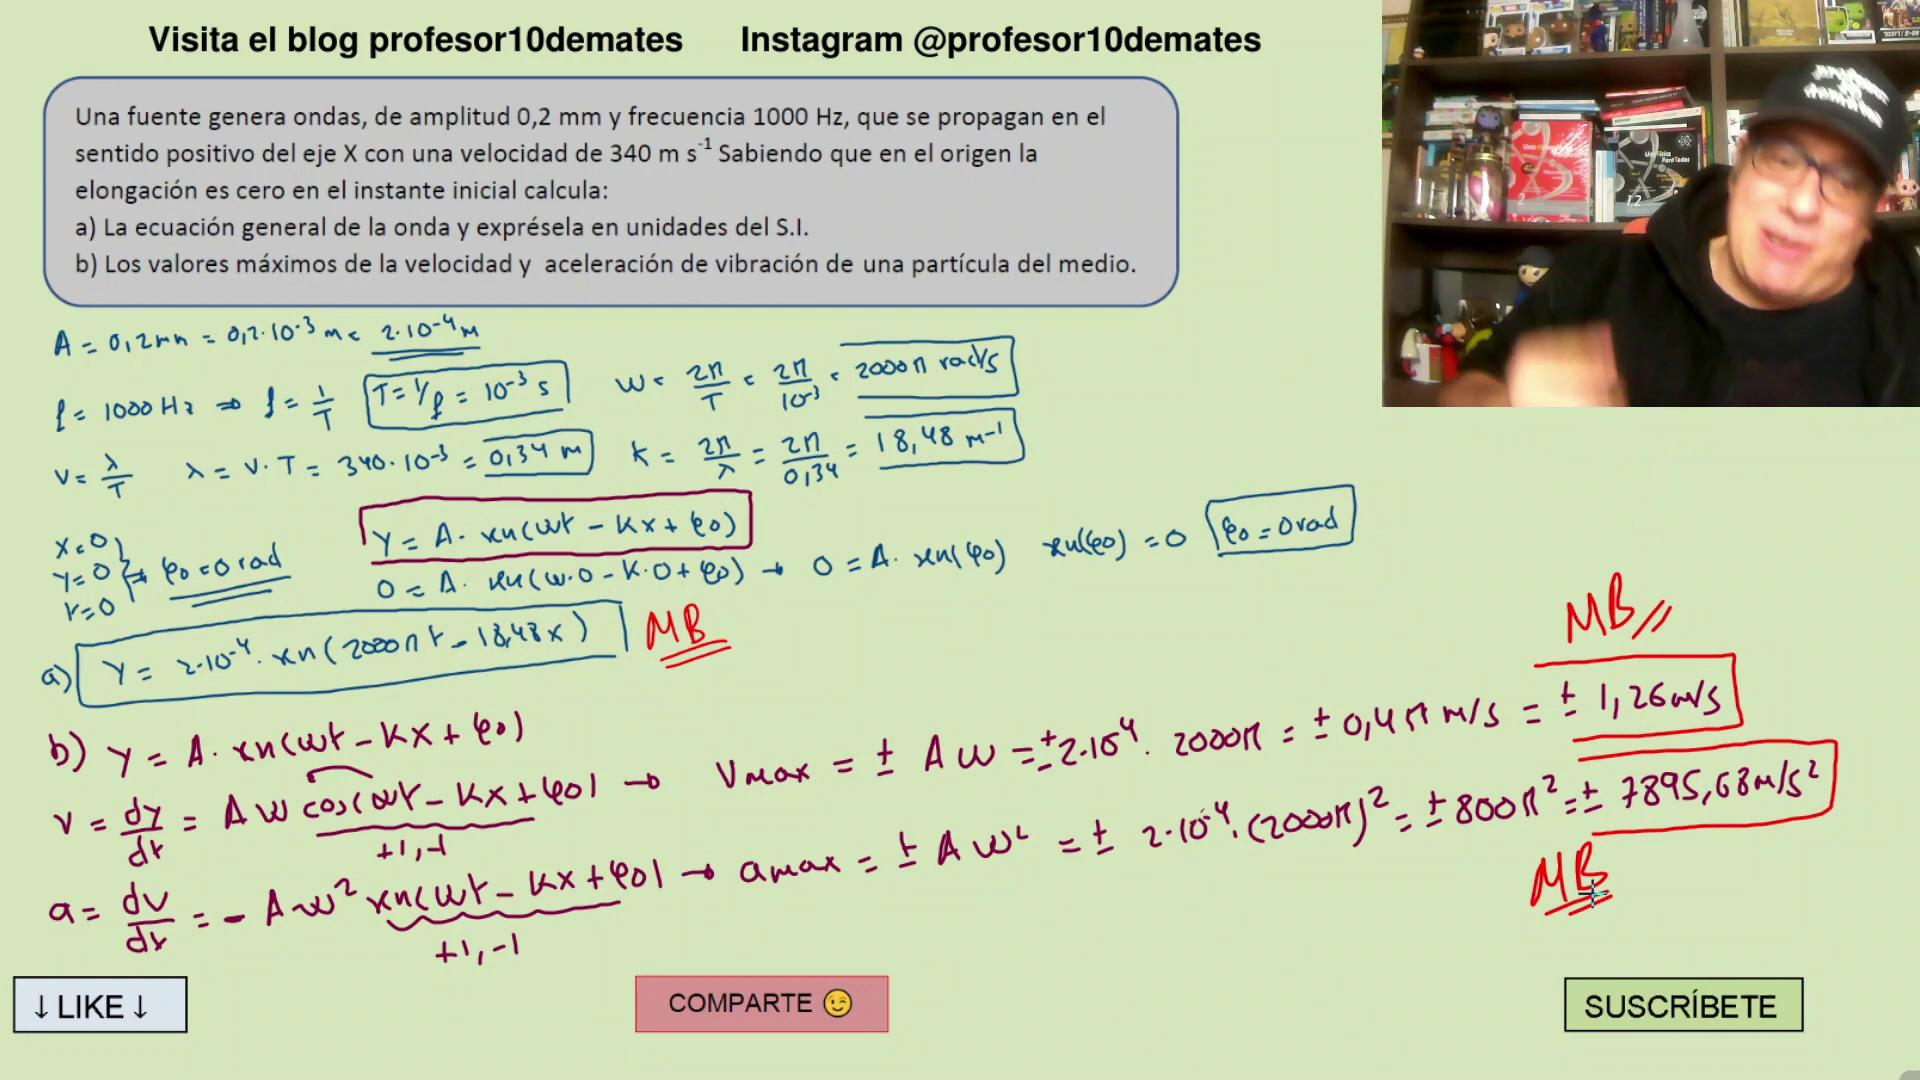 Visita el blog profesor10demates Instagram @profesor10demates
Una fuente genera ondas, de amplitud 0,2 mm y frecuencia 1000 Hz, que se propagan en el
sentido positivo del eje X con una velocidad de 340 m s⁻¹ Sabiendo que en el origen la
elongación es cero en el instante inicial calcula:
a) La ecuación general de la onda y exprésela en unidades del S.I.
b) Los valores máximos de la velocidad y aceleración de vibración de una partícula del medio.
A = 0,2mm = 0,2·10⁻³ m = 2·10⁻⁴ m
f = 1000 Hz ⇒ f = 1/T T = 1/f = 10⁻³ s ω = 2π/T = 2π/10⁻³ = 2000π rad/s
v = λ/T λ = v·T = 340·10⁻³ = 0,34 m k = 2π/λ = 2π/0,34 = 18,48 m⁻¹
y = A · sen(ωt − kx + φ₀)
x=0
y=0 } ⇒ φ₀ = 0 rad
t=0
0 = A · sen(ω·0 − k·0 + φ₀) → 0 = A · sen(φ₀) sen(φ₀) = 0 φ₀ = 0 rad
a) y = 2·10⁻⁴ · sen(2000πt − 18,48x) MB
b) y = A · sen(ωt − kx + φ₀)
MB
v = dy/dt = Aω cos(ωt − kx + φ₀) → vmax = ± Aω = ±2·10⁻⁴ · 2000π = ± 0,4π m/s = ± 1,26 m/s
+1,-1
a = dv/dt = − A·ω² sen(ωt − kx + φ₀) → amax = ± Aω² = ± 2·10⁻⁴·(2000π)² = ± 800π² = ± 7895,68 m/s²
+1,-1
MB
↓ LIKE ↓ COMPARTE 😉 SUSCRÍBETE